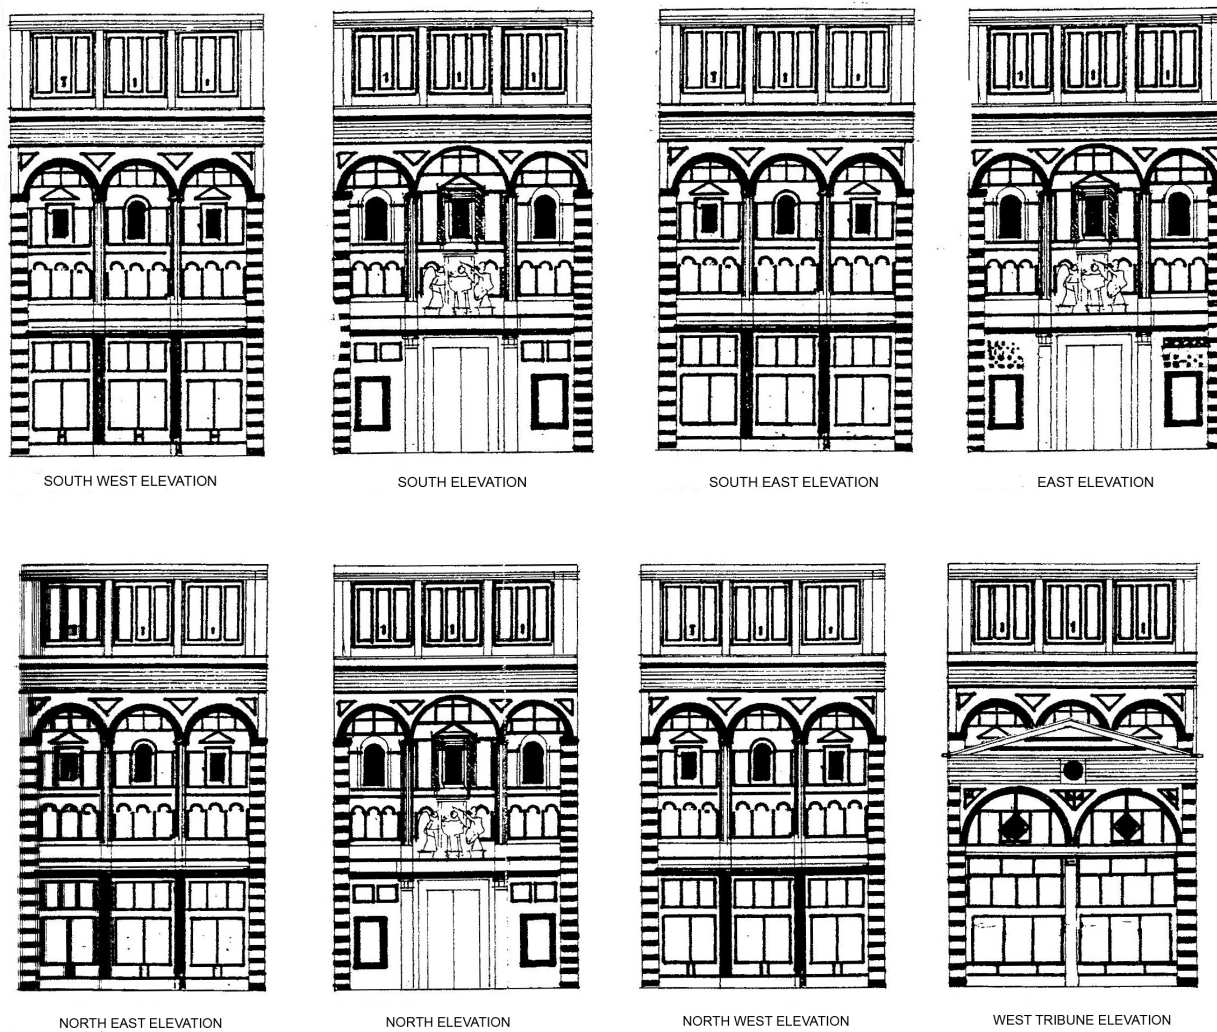 SOUTH WEST ELEVATION
SOUTH ELEVATION
SOUTH EAST ELEVATION
EAST ELEVATION
NORTH EAST ELEVATION
NORTH ELEVATION
NORTH WEST ELEVATION
WEST TRIBUNE ELEVATION